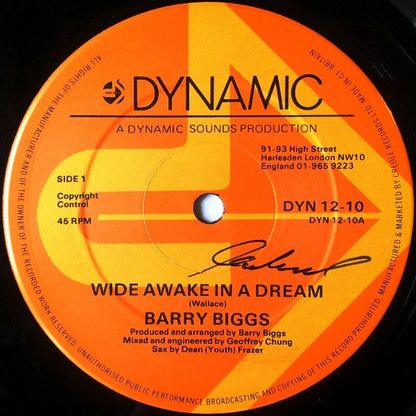 DYNAMIC
A DYNAMIC SOUNDS PRODUCTION
91-93 High Street
Harlesden London NW10
England 01-965 9223
SIDE 1
Copyright
Control
45 RPM
DYN 12-10
DYN 12-10A
WIDE AWAKE IN A DREAM
(Wallace)
BARRY BIGGS
Produced and arranged by Barry Biggs
Mixed and engineered by Geoffrey Chung
Sax by Dean (Youth) Frazer
ALL RIGHTS OF THE MANUFACTURER AND OF THE OWNER OF THE RECORDED WORK RESERVED. UNAUTHORISED PUBLIC PERFORMANCE BROADCASTING AND COPYING OF THIS RECORD PROHIBITED. MANUFACTURED & MARKETED BY CREOLE RECORDS LTD. MADE IN GT. BRITAIN